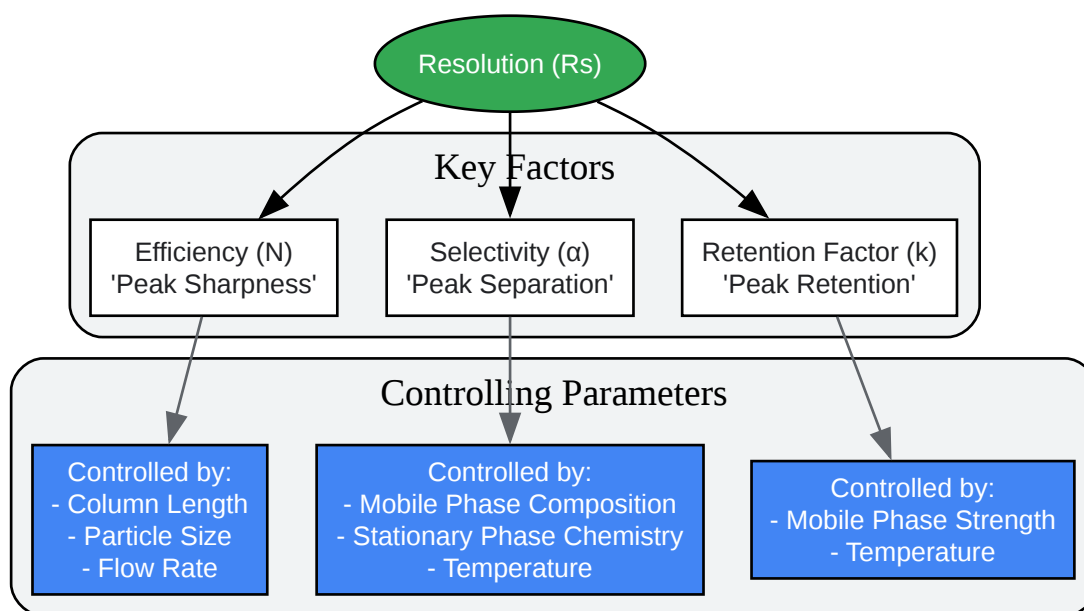 Resolution (Rs)
Key Factors
Efficiency (N)
'Peak Sharpness'
Selectivity (α)
'Peak Separation'
Retention Factor (k)
'Peak Retention'
Controlling Parameters
Controlled by:
- Column Length
- Particle Size
- Flow Rate
Controlled by:
- Mobile Phase Composition
- Stationary Phase Chemistry
- Temperature
Controlled by:
- Mobile Phase Strength
- Temperature